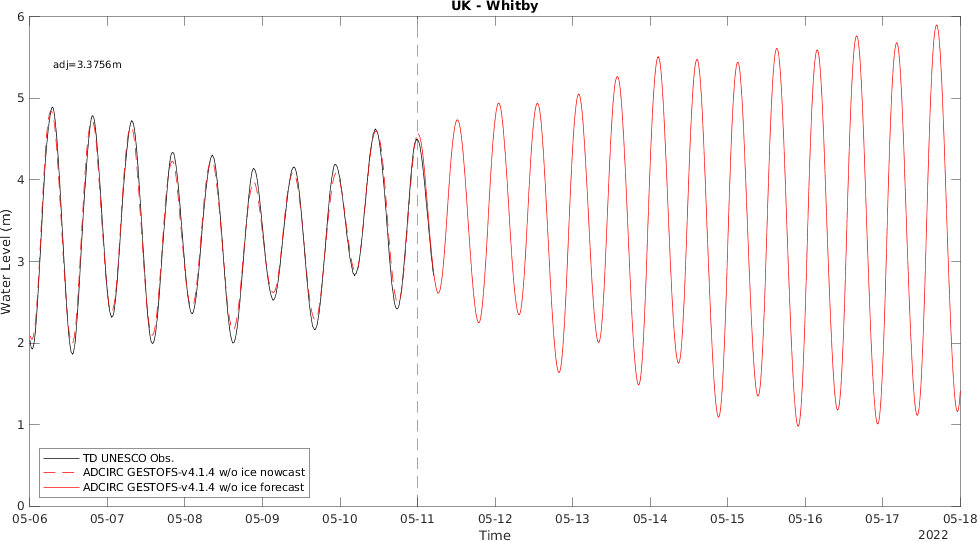 UK - Whitby
adj=3.3756m
6
5
4
3
2
1
0
Water Level (m)
TD UNESCO Obs.
ADCIRC GESTOFS-v4.1.4 w/o ice nowcast
ADCIRC GESTOFS-v4.1.4 w/o ice forecast
05-06 05-07 05-08 05-09 05-10 05-11 05-12 05-13 05-14 05-15 05-16 05-17 05-18
Time
2022